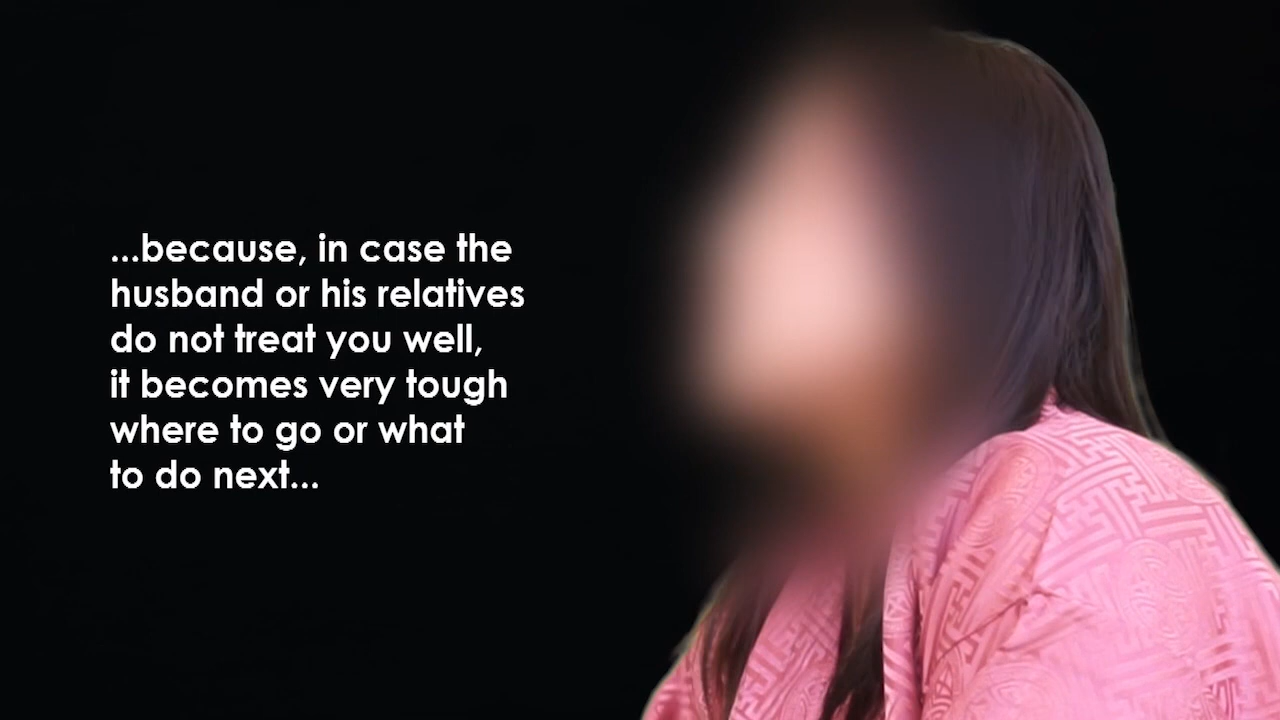 ...because, in case the
husband or his relatives
do not treat you well,
it becomes very tough
where to go or what
to do next...